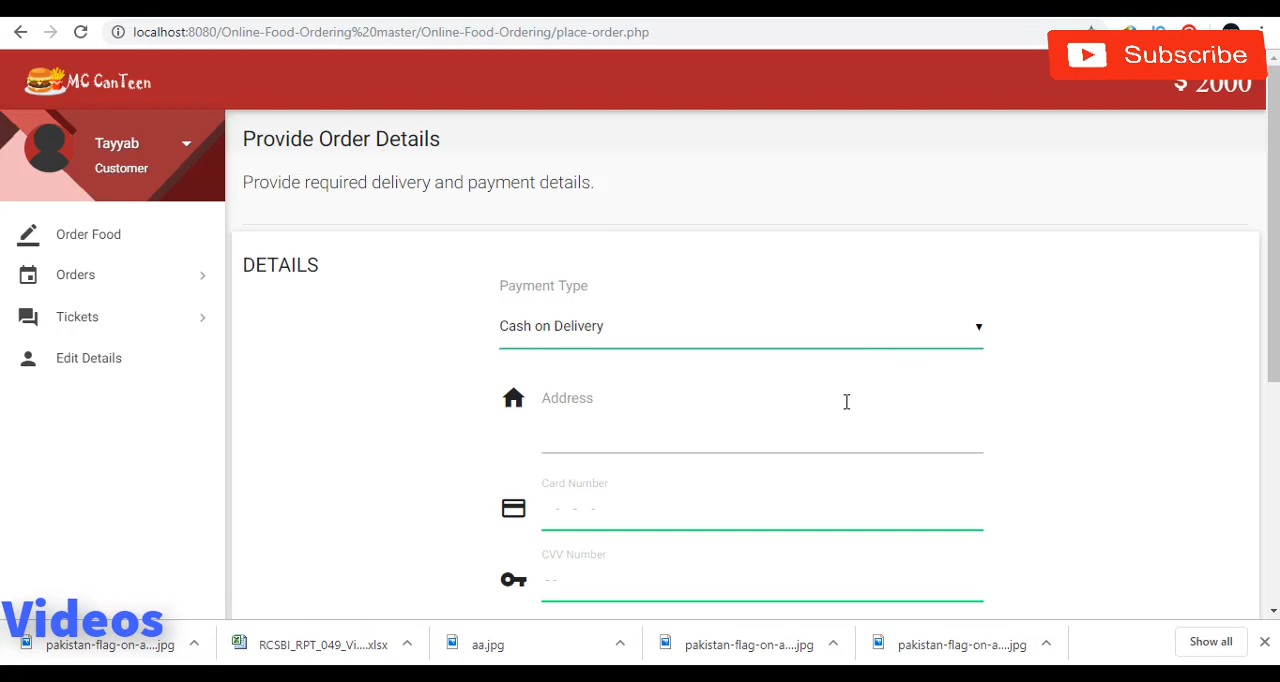 localhost:8080/Online-Food-Ordering%20master/Online-Food-Ordering/place-order.php
Subscribe
MC CanTeen
$ 2000
Tayyab
Customer
Provide Order Details
Provide required delivery and payment details.
Order Food
Orders
Tickets
Edit Details
DETAILS
Payment Type
Cash on Delivery
Address
Card Number
- - -
CVV Number
- -
Videos
pakistan-flag-on-a....jpg
RCSBI_RPT_049_Vi....xlsx
aa.jpg
pakistan-flag-on-a....jpg
pakistan-flag-on-a....jpg
Show all